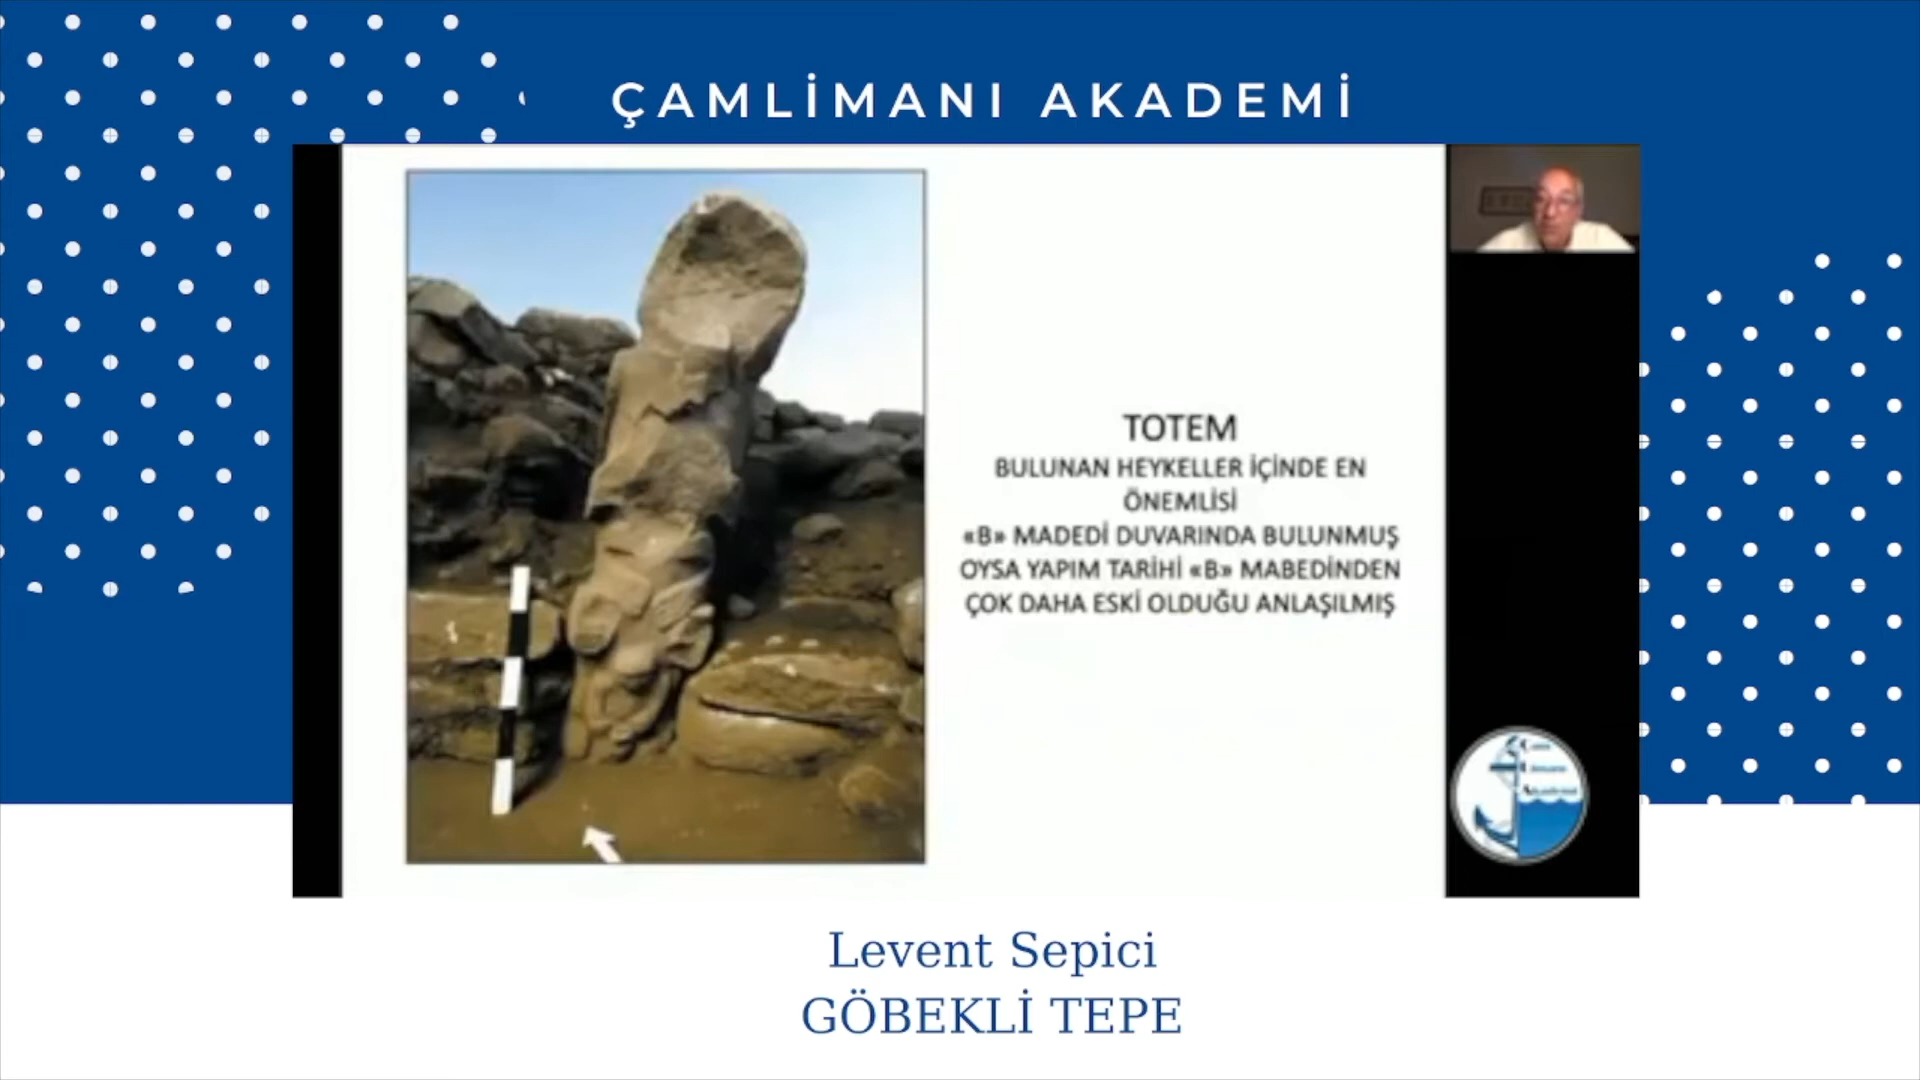 ÇAMLİMANI AKADEMİ
TOTEM
BULUNAN HEYKELLER İÇİNDE EN
ÖNEMLİSİ
«B» MADEDİ DUVARINDA BULUNMUŞ
OYSA YAPIM TARİHİ «B» MABEDİNDEN
ÇOK DAHA ESKİ OLDUĞU ANLAŞILMIŞ
Levent Sepici
GÖBEKLİ TEPE